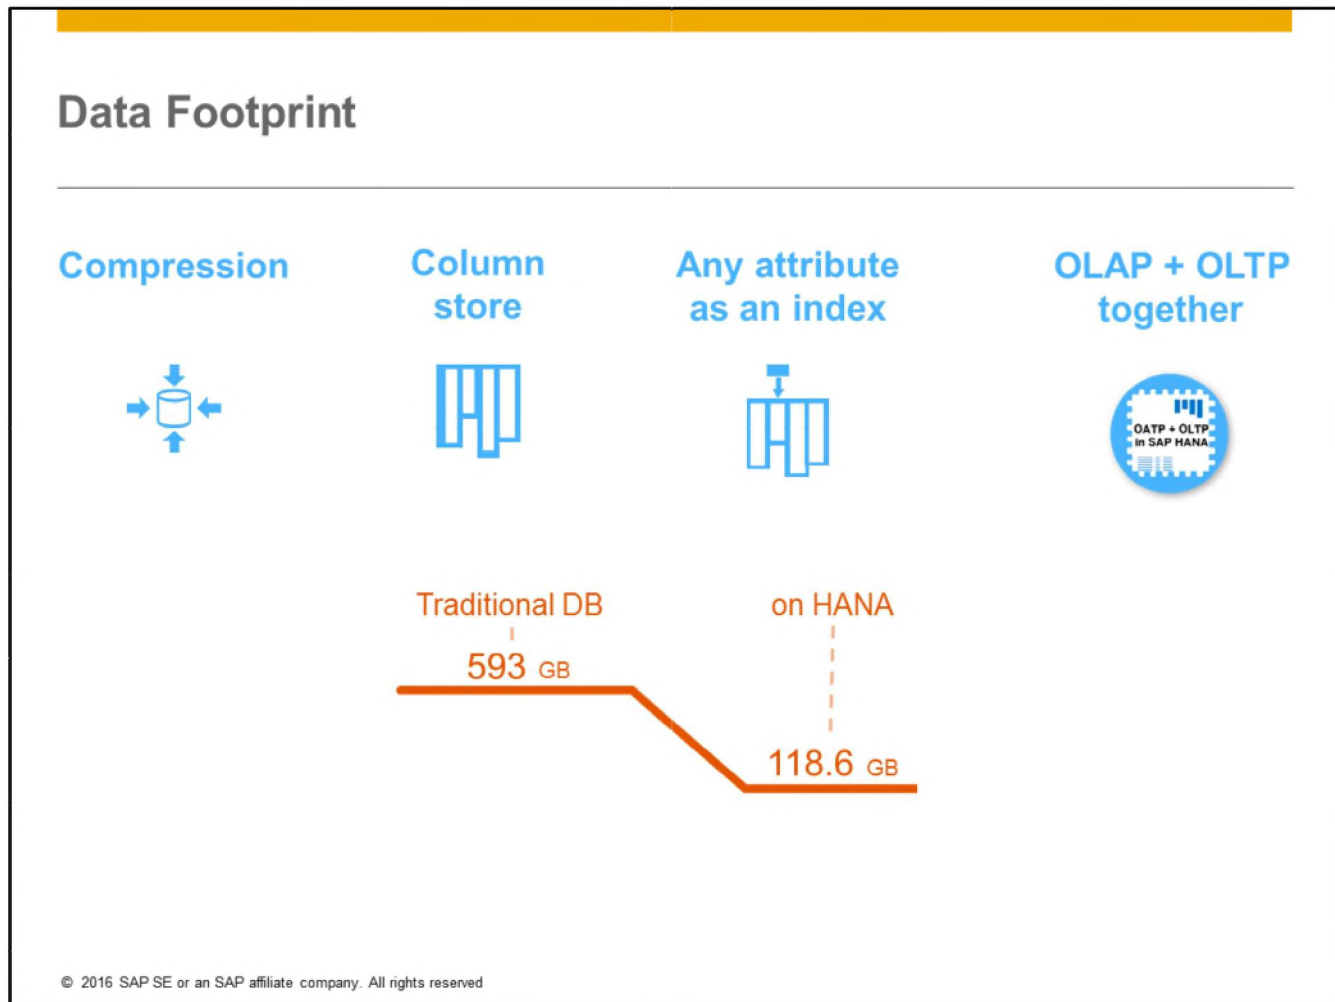 Data Footprint
Compression
Column
store
Any attribute
as an index
OLAP + OLTP
together
OATP + OLTP
in SAP HANA
Traditional DB
593 GB
on HANA
118.6 GB
© 2016 SAP SE or an SAP affiliate company. All rights reserved